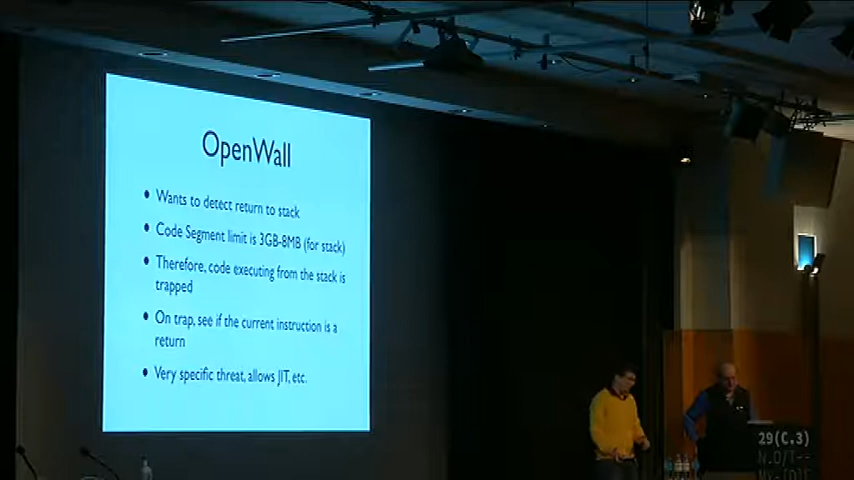 OpenWall
• Wants to detect return to stack
• Code Segment limit is 3GB-8MB (for stack)
• Therefore, code executing from the stack is
trapped
• On trap, see if the current instruction is a
return
• Very specific threat, allows JIT, etc.
29(C.3)
N.O/T--